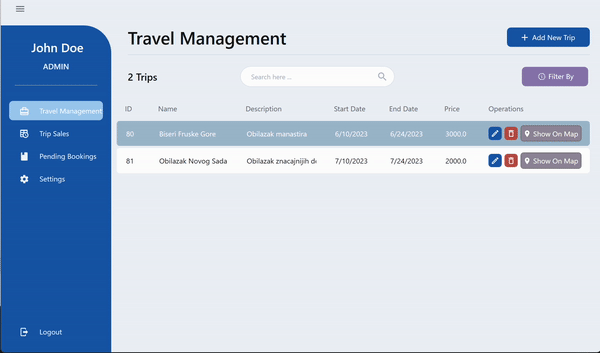 John Doe
ADMIN
Travel Management
Trip Sales
Pending Bookings
Settings
Logout
Travel Management
Add New Trip
2 Trips
Search here ...
Filter By
ID Name Description Start Date End Date Price Operations
80 Biseri Fruske Gore Obilazak manastira 6/10/2023 6/24/2023 3000.0 Show On Map
81 Obilazak Novog Sada Obilazak znacajnijih de 7/10/2023 7/24/2023 2000.0 Show On Map